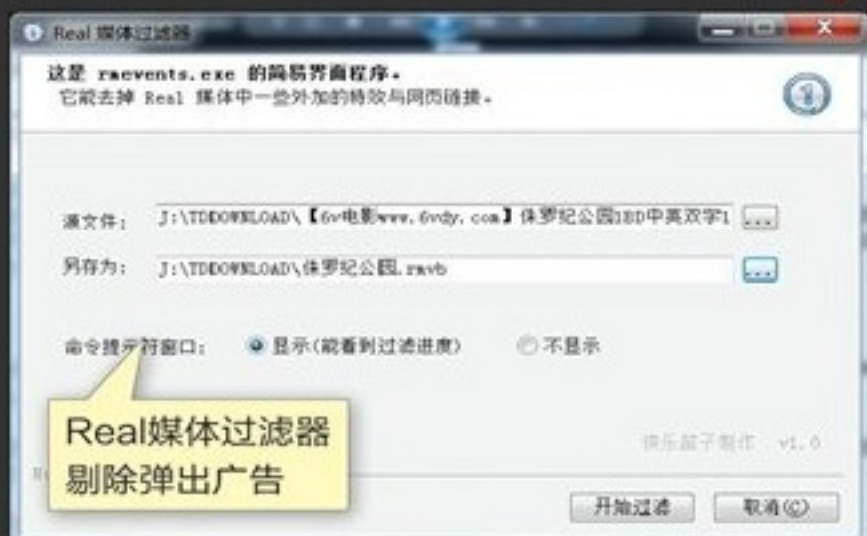 Real 媒体过滤器
这是 rmevents.exe 的简易界面程序。
它能去掉 Real 媒体中一些外加的特效与网页链接。
源文件: J:\TDDOWNLOAD\【6v电影www.6vdy.com】侏罗纪公园1BD中英双字1 ...
另存为: J:\TDDOWNLOAD\侏罗纪公园.rmvb ...
命令提示符窗口: 显示(能看到过滤进度) 不显示
Real媒体过滤器
剔除弹出广告
制作 v1.0
开始过滤 取消(C)